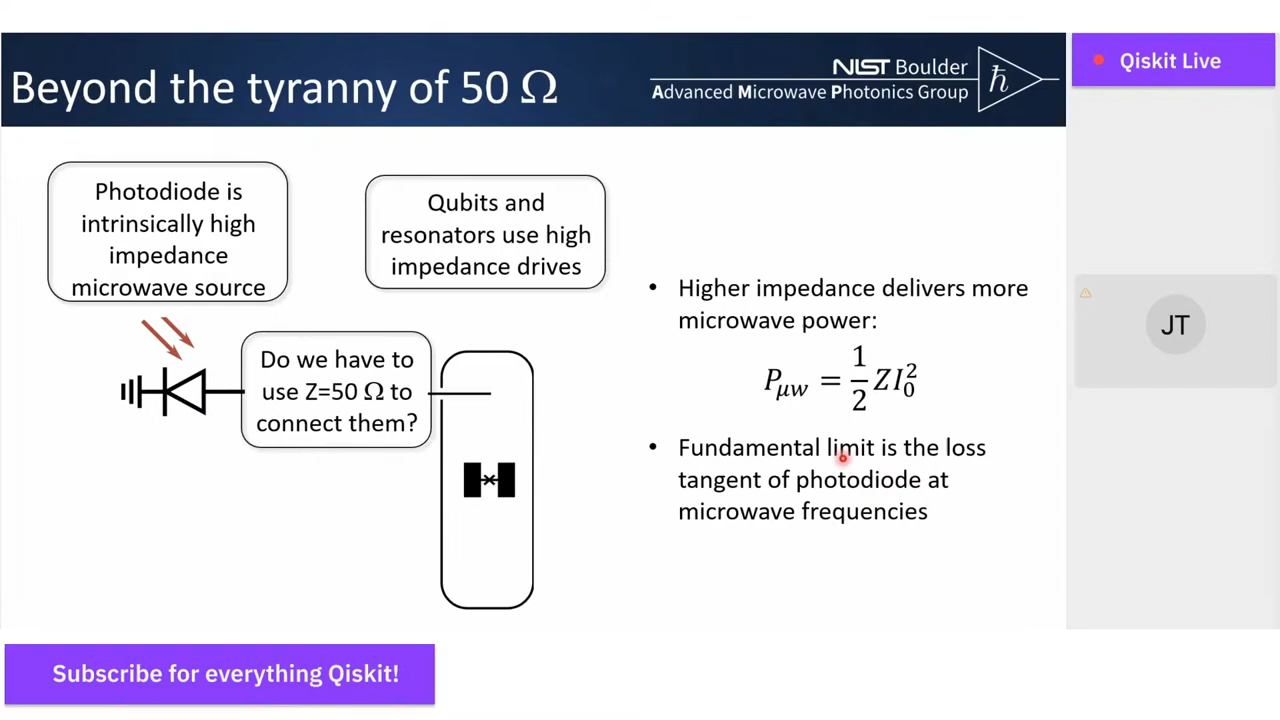 Beyond the tyranny of 50 Ω
NIST Boulder
Advanced Microwave Photonics Group
ħ
Qiskit Live
Photodiode is
intrinsically high
impedance
microwave source
Qubits and
resonators use high
impedance drives
Do we have to
use Z=50 Ω to
connect them?
• Higher impedance delivers more
microwave power:
P_{μw} = \frac{1}{2} Z I_0^2
• Fundamental limit is the loss
tangent of photodiode at
microwave frequencies
JT
Subscribe for everything Qiskit!